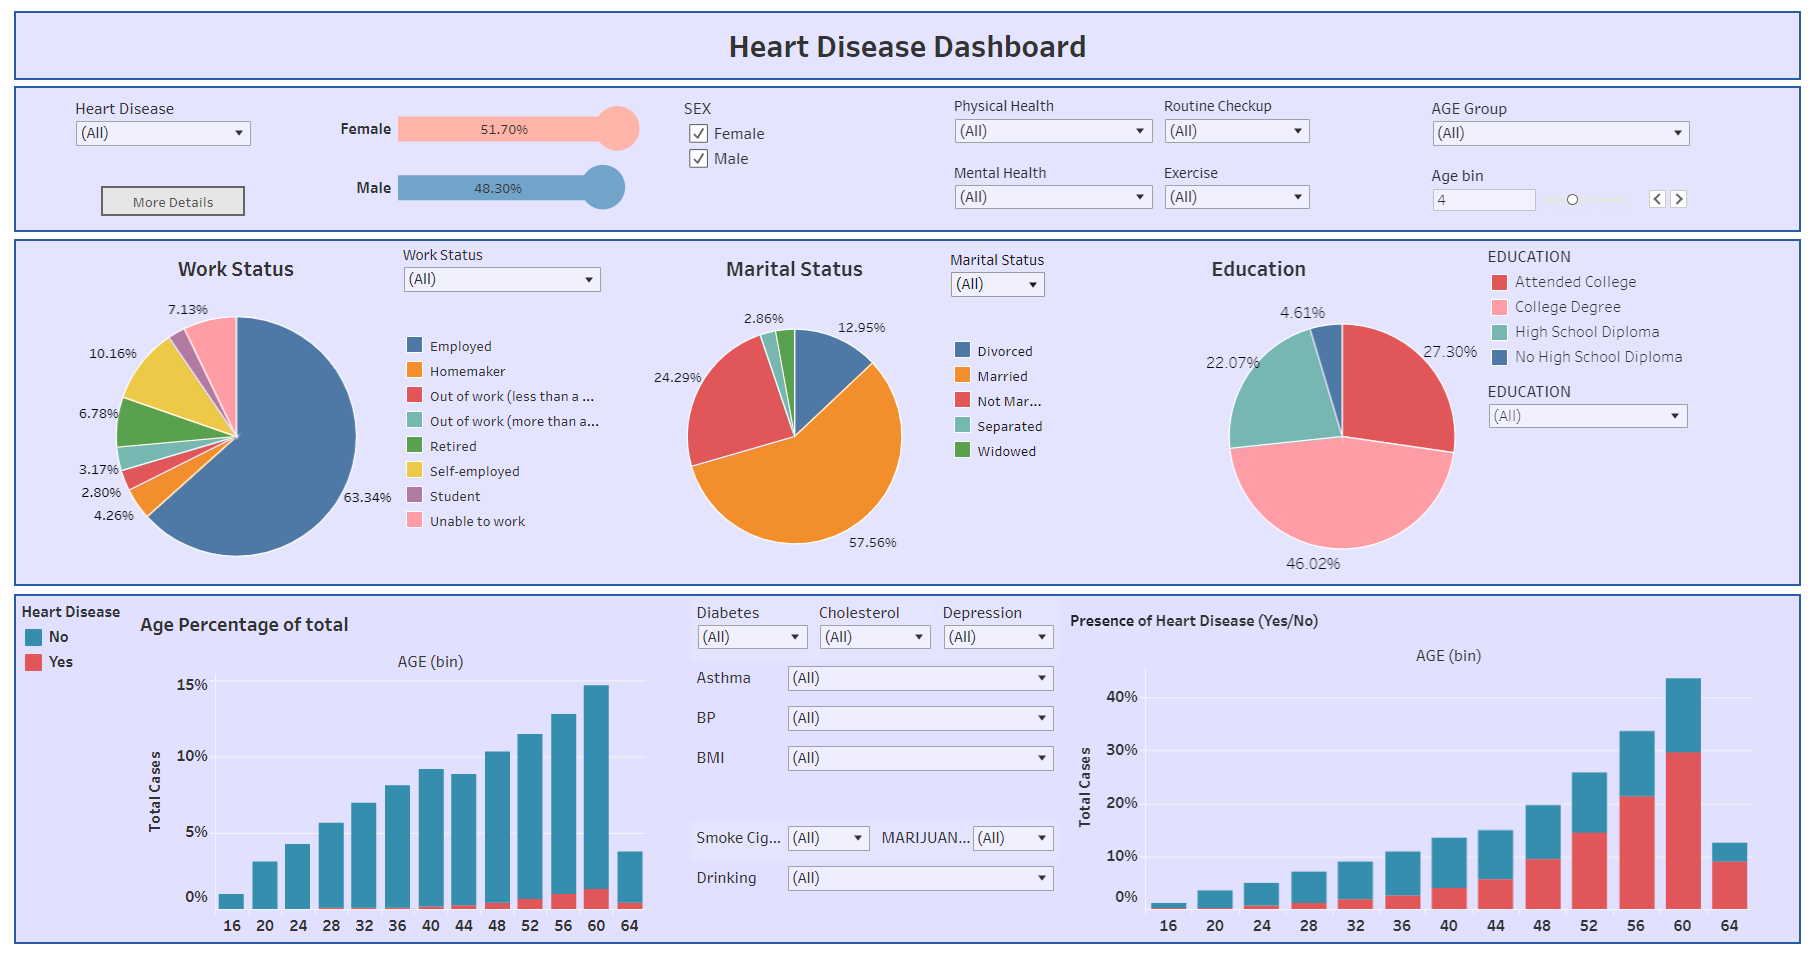 Heart Disease Dashboard
Heart Disease
(All)
More Details
Female
51.70%
Male
48.30%
SEX
Female
Male
Physical Health
(All)
Routine Checkup
(All)
Mental Health
(All)
Exercise
(All)
AGE Group
(All)
Age bin
4
Work Status
Work Status
(All)
7.13%
10.16%
6.78%
3.17%
2.80%
4.26%
63.34%
Employed
Homemaker
Out of work (less than a ...
Out of work (more than a...
Retired
Self-employed
Student
Unable to work
Marital Status
Marital Status
(All)
2.86%
12.95%
24.29%
57.56%
Divorced
Married
Not Mar...
Separated
Widowed
Education
4.61%
27.30%
22.07%
46.02%
EDUCATION
Attended College
College Degree
High School Diploma
No High School Diploma
EDUCATION
(All)
Heart Disease
No
Yes
Age Percentage of total
AGE (bin)
Total Cases
15%
10%
5%
0%
16 20 24 28 32 36 40 44 48 52 56 60 64
Diabetes
(All)
Cholesterol
(All)
Depression
(All)
Asthma
(All)
BP
(All)
BMI
(All)
Smoke Cig...
(All)
MARIJUAN...
(All)
Drinking
(All)
Presence of Heart Disease (Yes/No)
AGE (bin)
Total Cases
40%
30%
20%
10%
0%
16 20 24 28 32 36 40 44 48 52 56 60 64